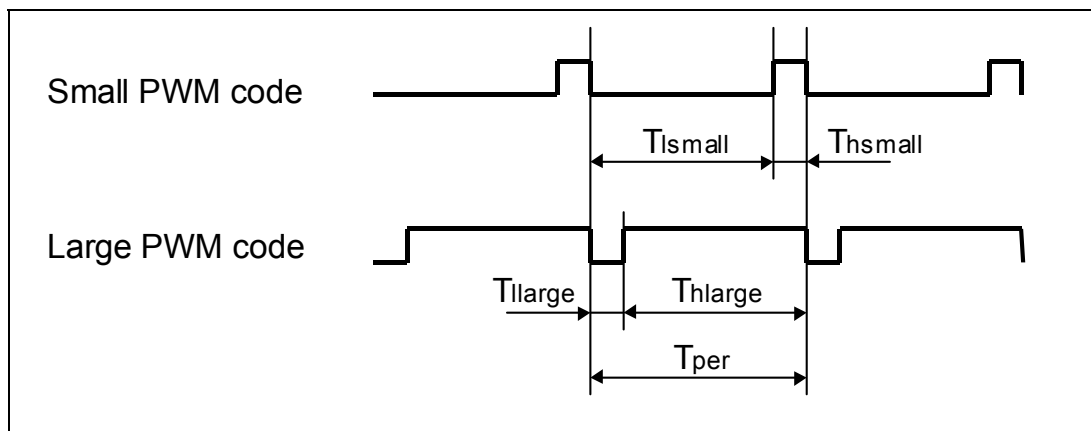 Small PWM code
Tlsmall
Thsmall
Large PWM code
Tllarge
Thlarge
Tper